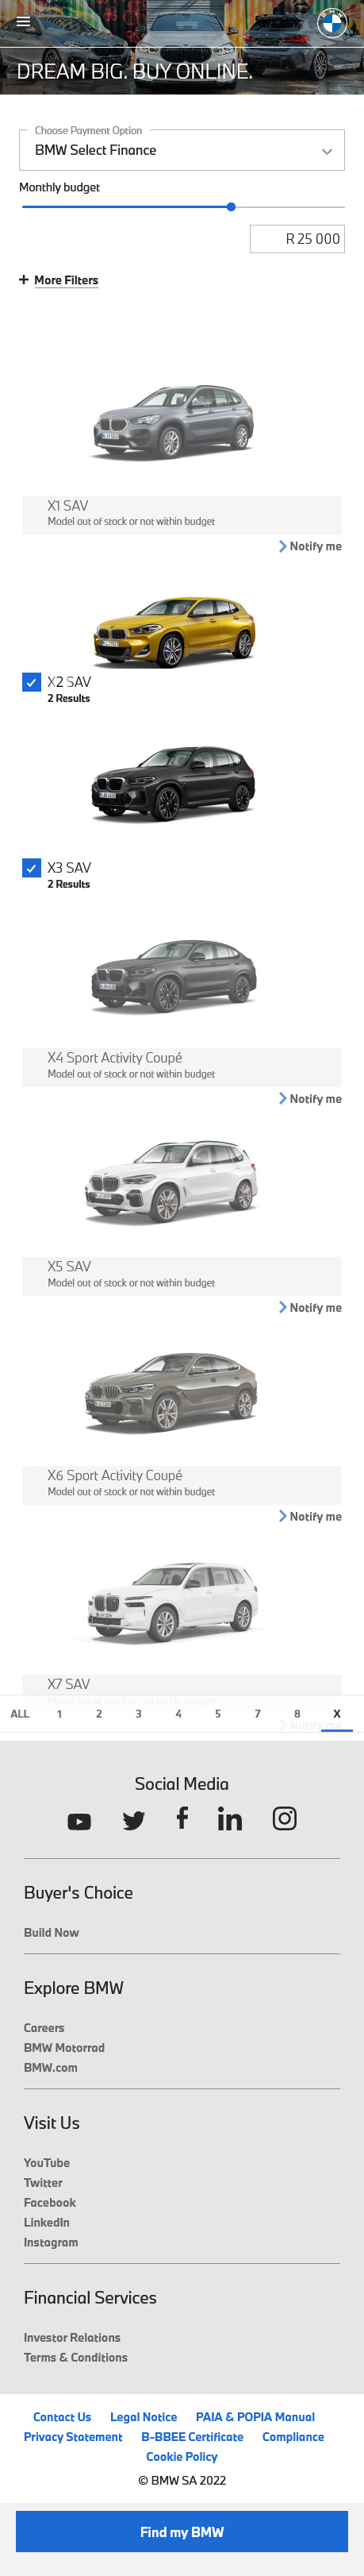 BMW
DREAM BIG. BUY ONLINE.
Choose Payment Option
BMW Select Finance
Monthly budget
R 25 000
+ More Filters
X1 SAV
Model out of stock or not within budget
Notify me
X2 SAV
2 Results
X3 SAV
2 Results
X4 Sport Activity Coupé
Model out of stock or not within budget
Notify me
X5 SAV
Model out of stock or not within budget
Notify me
X6 Sport Activity Coupé
Model out of stock or not within budget
Notify me
X7 SAV
Model out of stock or not within budget
Notify me
ALL 1 2 3 4 5 7 8 X
Social Media
Buyer's Choice
Build Now
Explore BMW
Careers
BMW Motorrad
BMW.com
Visit Us
YouTube
Twitter
Facebook
LinkedIn
Instagram
Financial Services
Investor Relations
Terms & Conditions
Contact Us Legal Notice PAIA & POPIA Manual
Privacy Statement B-BBEE Certificate Compliance
Cookie Policy
© BMW SA 2022
Find my BMW